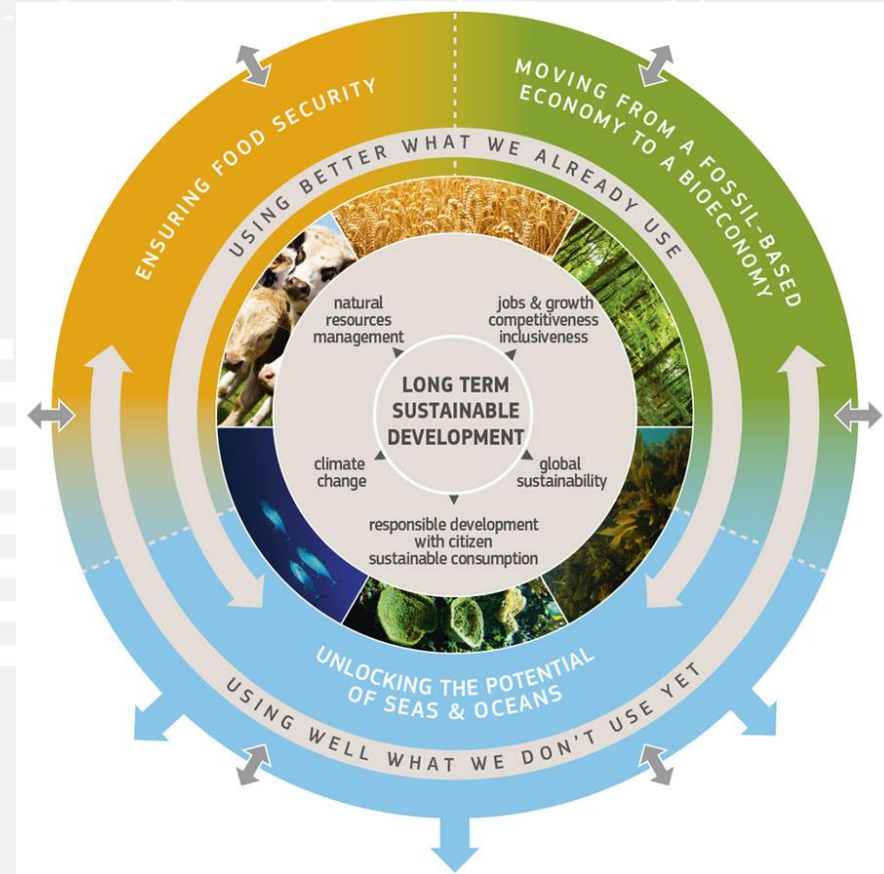 ENSURING FOOD SECURITY
MOVING FROM A FOSSIL-BASED
ECONOMY TO A BIOECONOMY
USING BETTER WHAT WE ALREADY USE
natural
resources
management
jobs & growth
competitiveness
inclusiveness
LONG TERM
SUSTAINABLE
DEVELOPMENT
climate
change
global
sustainability
responsible development
with citizen
sustainable consumption
UNLOCKING THE POTENTIAL
OF SEAS & OCEANS
USING WELL WHAT WE DON'T USE YET